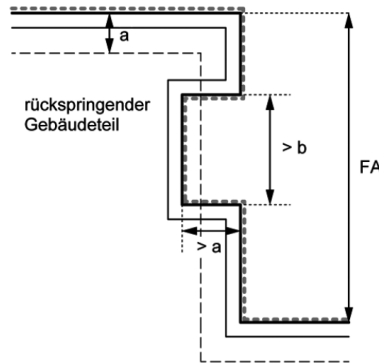 a
rückspringender
Gebäudeteil
> b
FA
> a